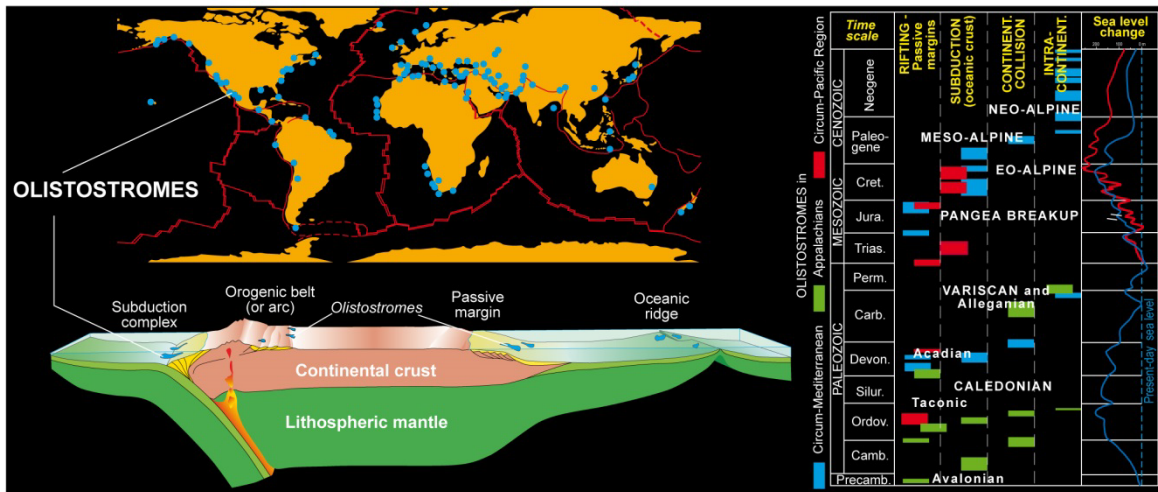 OLISTOSTROMES
Subduction
complex
Orogenic belt
(or arc)
Olistostromes
Passive
margin
Oceanic
ridge
Continental crust
Lithospheric mantle
OLISTOSTROMES in
Circum-Mediterranean
Appalachians
Circum-Pacific Region
Time
scale
RIFTING -
Passive
margins
SUBDUCTION
(oceanic crust)
CONTINENT.
COLLISION
INTRA-
CONTINENT.
Sea level
change
CENOZOIC
MESOZOIC
PALEOZOIC
Neogene
Paleo-
gene
Cret.
Jura.
Trias.
Perm.
Carb.
Devon.
Silur.
Ordov.
Camb.
Precamb.
NEO-ALPINE
MESO-ALPINE
EO-ALPINE
PANGEA BREAKUP
VARISCAN and
Alleganian
Acadian
CALEDONIAN
Taconic
Avalonian
Present-day sea level